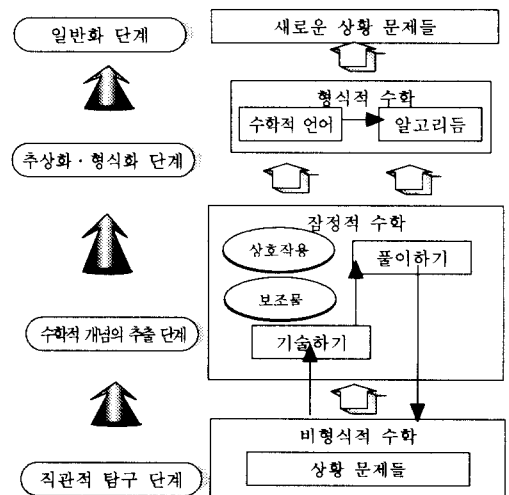 일반화 단계
새로운 상황 문제들
형식적 수학
수학적 언어
알고리듬
추상화·형식화 단계
잠정적 수학
상호작용
풀이하기
보조물
기술하기
수학적 개념의 추출 단계
비형식적 수학
상황 문제들
직관적 탐구 단계